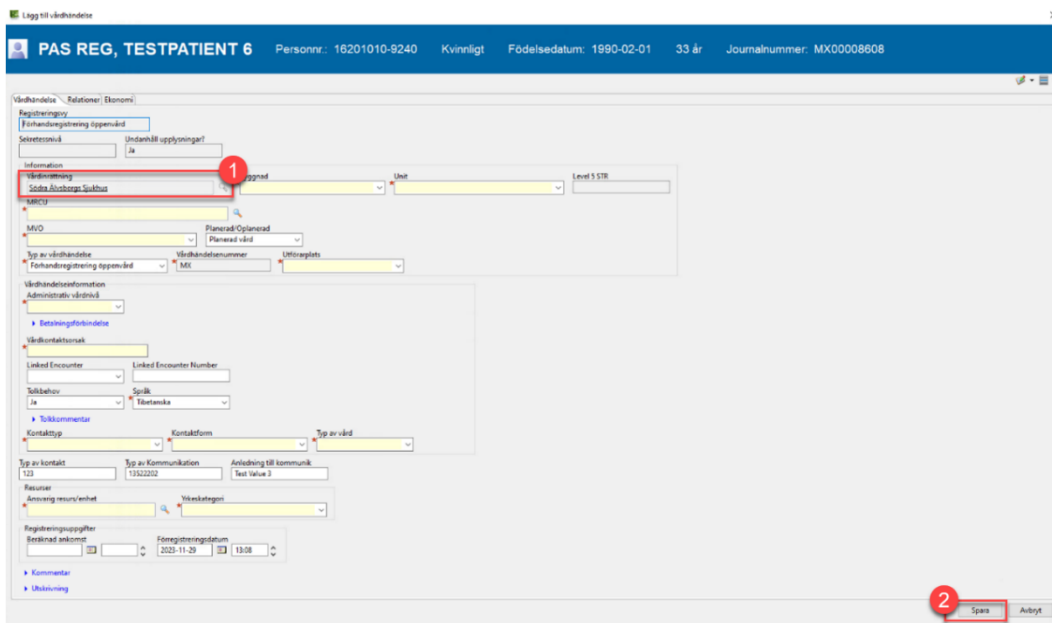 Lägg till vårdhändelse
PAS REG, TESTPATIENT 6 Personnr.: 16201010-9240 Kvinnligt Födelsedatum: 1990-02-01 33 år Journalnummer: MX00008608
Vårdhändelse Relationer Ekonomi
Registreringsvy
Förhandsregistrering öppenvård
Sekretessnivå Undanhåll upplysningar?
Ja
Information
1
Vårdinrättning Unit Level 5 STR
Södra Älvsborgs Sjukhus
MRCU
MVO Planerad/Oplanerad
Planerad vård
Typ av vårdhändelse Vårdhändelsenummer Utförarplats
Förhandsregistrering öppenvård MX
Vårdhändelseinformation
Administrativ vårdnivå
Betalningsförbindelse
Vårdkontaktsorsak
Linked Encounter Linked Encounter Number
Tolkbehov Språk
Ja Tibetanska
Tolkkommentar
Kontakttyp Kontaktform Typ av vård
Typ av kontakt Typ av Kommunikation Anledning till kommunik
123 13522202 Test Value 3
Resurser
Ansvarig resurs/enhet Yrkeskategori
Registreringsuppgifter
Beräknad ankomst Förregistreringsdatum
2023-11-29 13:08
Kommentar
Utskrivning
2
Spara Avbryt